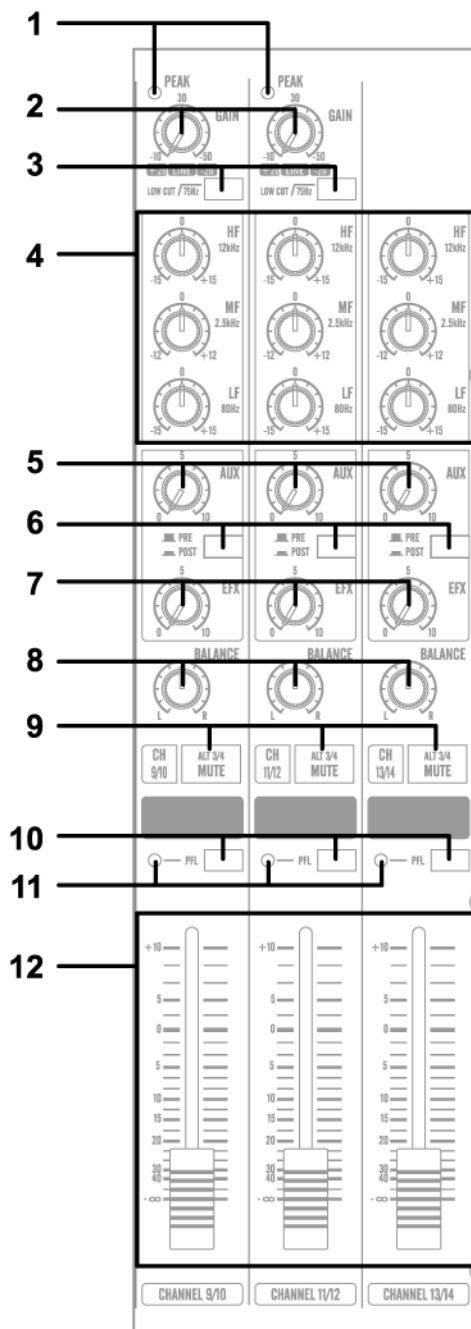 1
PEAK PEAK
30 30
2
GAIN GAIN
-10 -50 -10 -50
+20 LINE -20 +20 LINE -20
3
LOW CUT 75Hz LOW CUT 75Hz
0 0 0
4
HF HF HF
12kHz 12kHz 12kHz
-15 +15 -15 +15 -15 +15
0 0 0
MF MF MF
2.5kHz 2.5kHz 2.5kHz
-12 +12 -12 +12 -12 +12
0 0 0
LF LF LF
80Hz 80Hz 80Hz
-15 +15 -15 +15 -15 +15
5 5 5
5
AUX AUX AUX
0 10 0 10 0 10
6
PRE PRE PRE
POST POST POST
5 5 5
7
EFX EFX EFX
0 10 0 10 0 10
8
BALANCE BALANCE BALANCE
L R L R L R
9
CH 9/10 ALT 3/4 MUTE CH 11/12 ALT 3/4 MUTE CH 13/14 ALT 3/4 MUTE
10
PFL PFL PFL
11
12
+10 +10 +10
5 5 5
0 0 0
5 5 5
10 10 10
15 15 15
20 20 20
30 30 30
40 40 40
-∞ -∞ -∞
CHANNEL 9/10 CHANNEL 11/12 CHANNEL 13/14